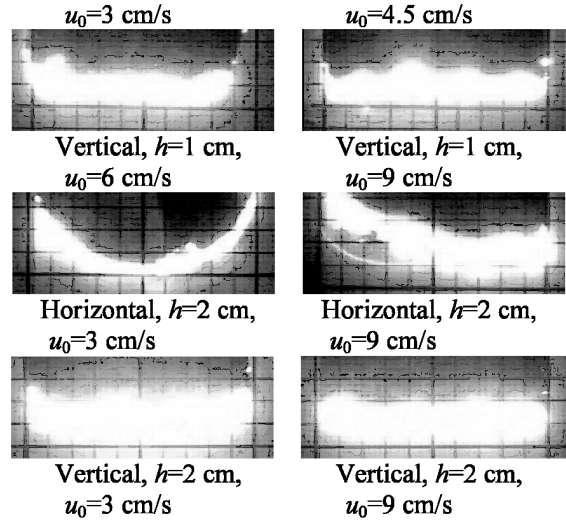 u₀=3 cm/s
u₀=4.5 cm/s
Vertical, h=1 cm,
u₀=6 cm/s
Vertical, h=1 cm,
u₀=9 cm/s
Horizontal, h=2 cm,
u₀=3 cm/s
Horizontal, h=2 cm,
u₀=9 cm/s
Vertical, h=2 cm,
u₀=3 cm/s
Vertical, h=2 cm,
u₀=9 cm/s